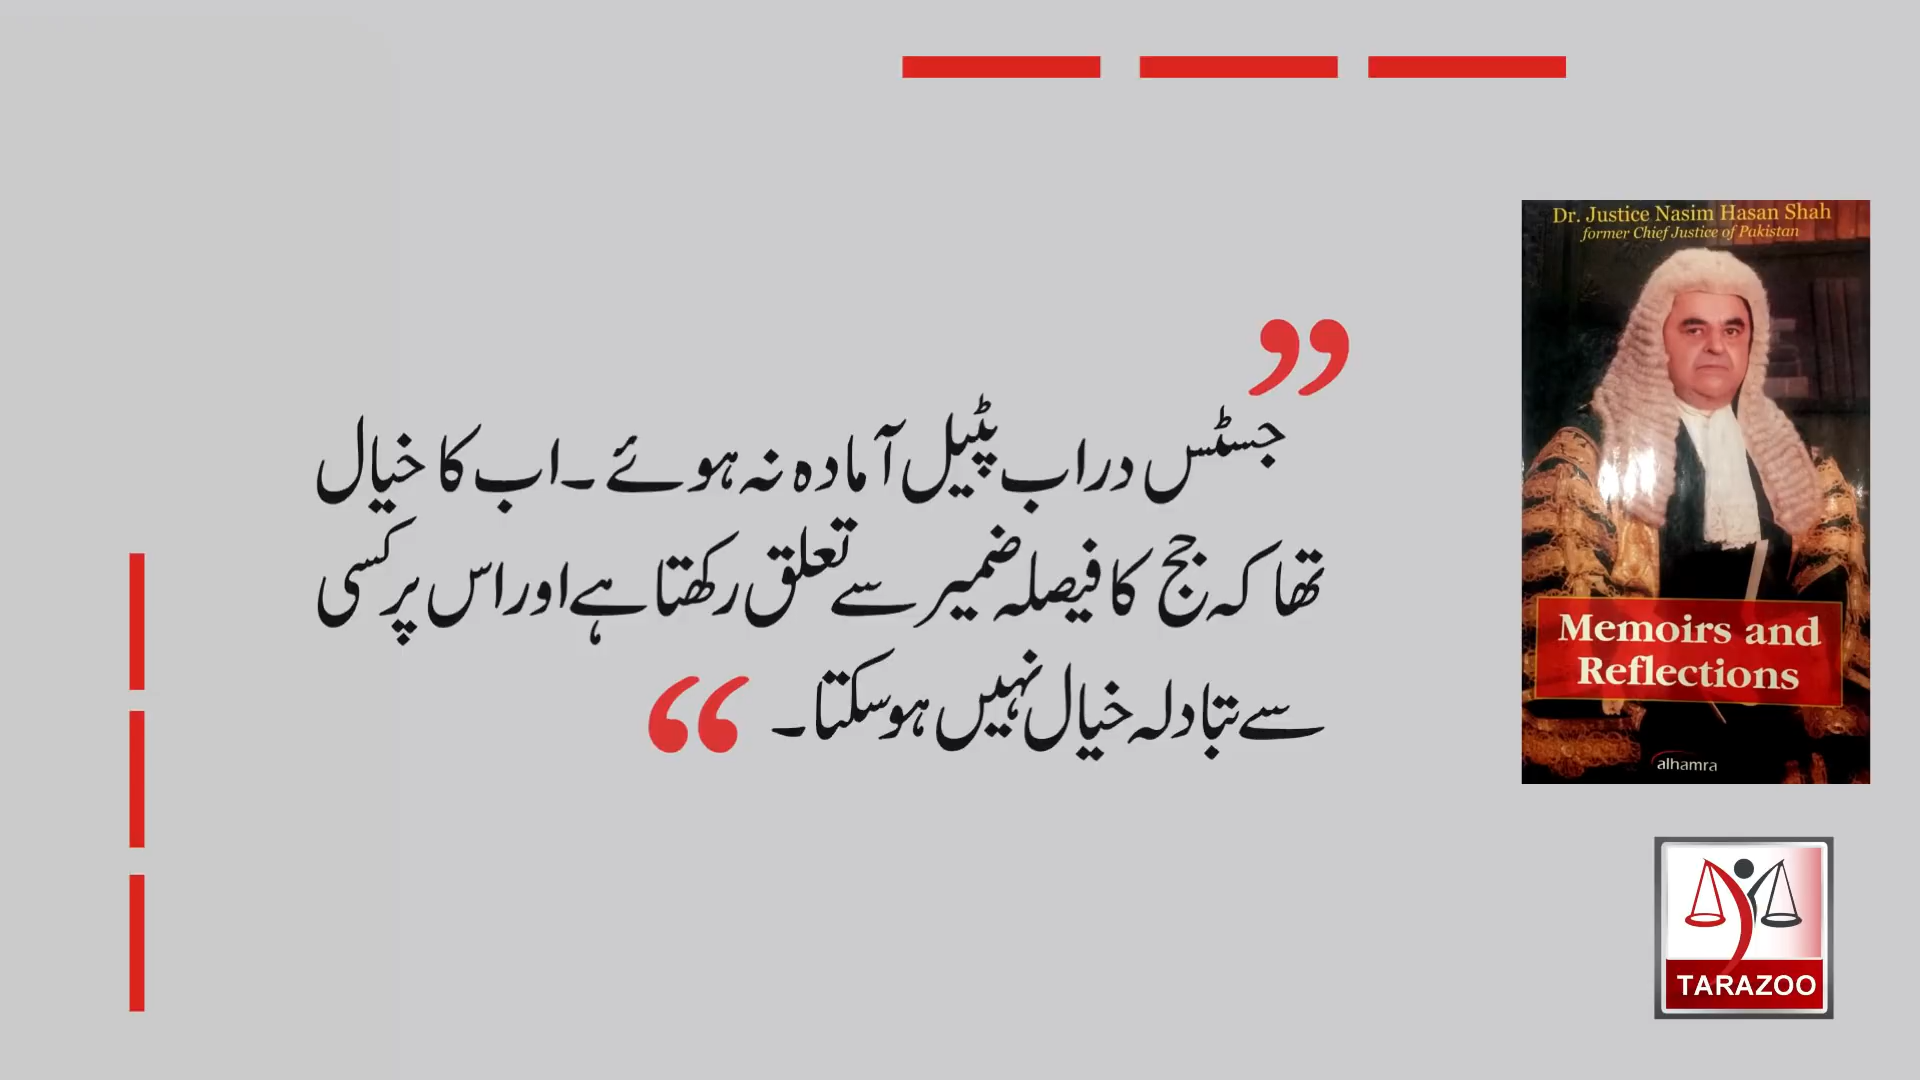 ”
جسٹس دراب پٹیل آمادہ نہ ہوئے۔اب کا خیال
تھا کہ جج کا فیصلہ ضمیر سے تعلق رکھتا ہے اور اس پر کسی
سے تبادلہ خیال نہیں ہو سکتا۔ “
Dr. Justice Nasim Hasan Shah
former Chief Justice of Pakistan
Memoirs and
Reflections
alhamra
TARAZOO